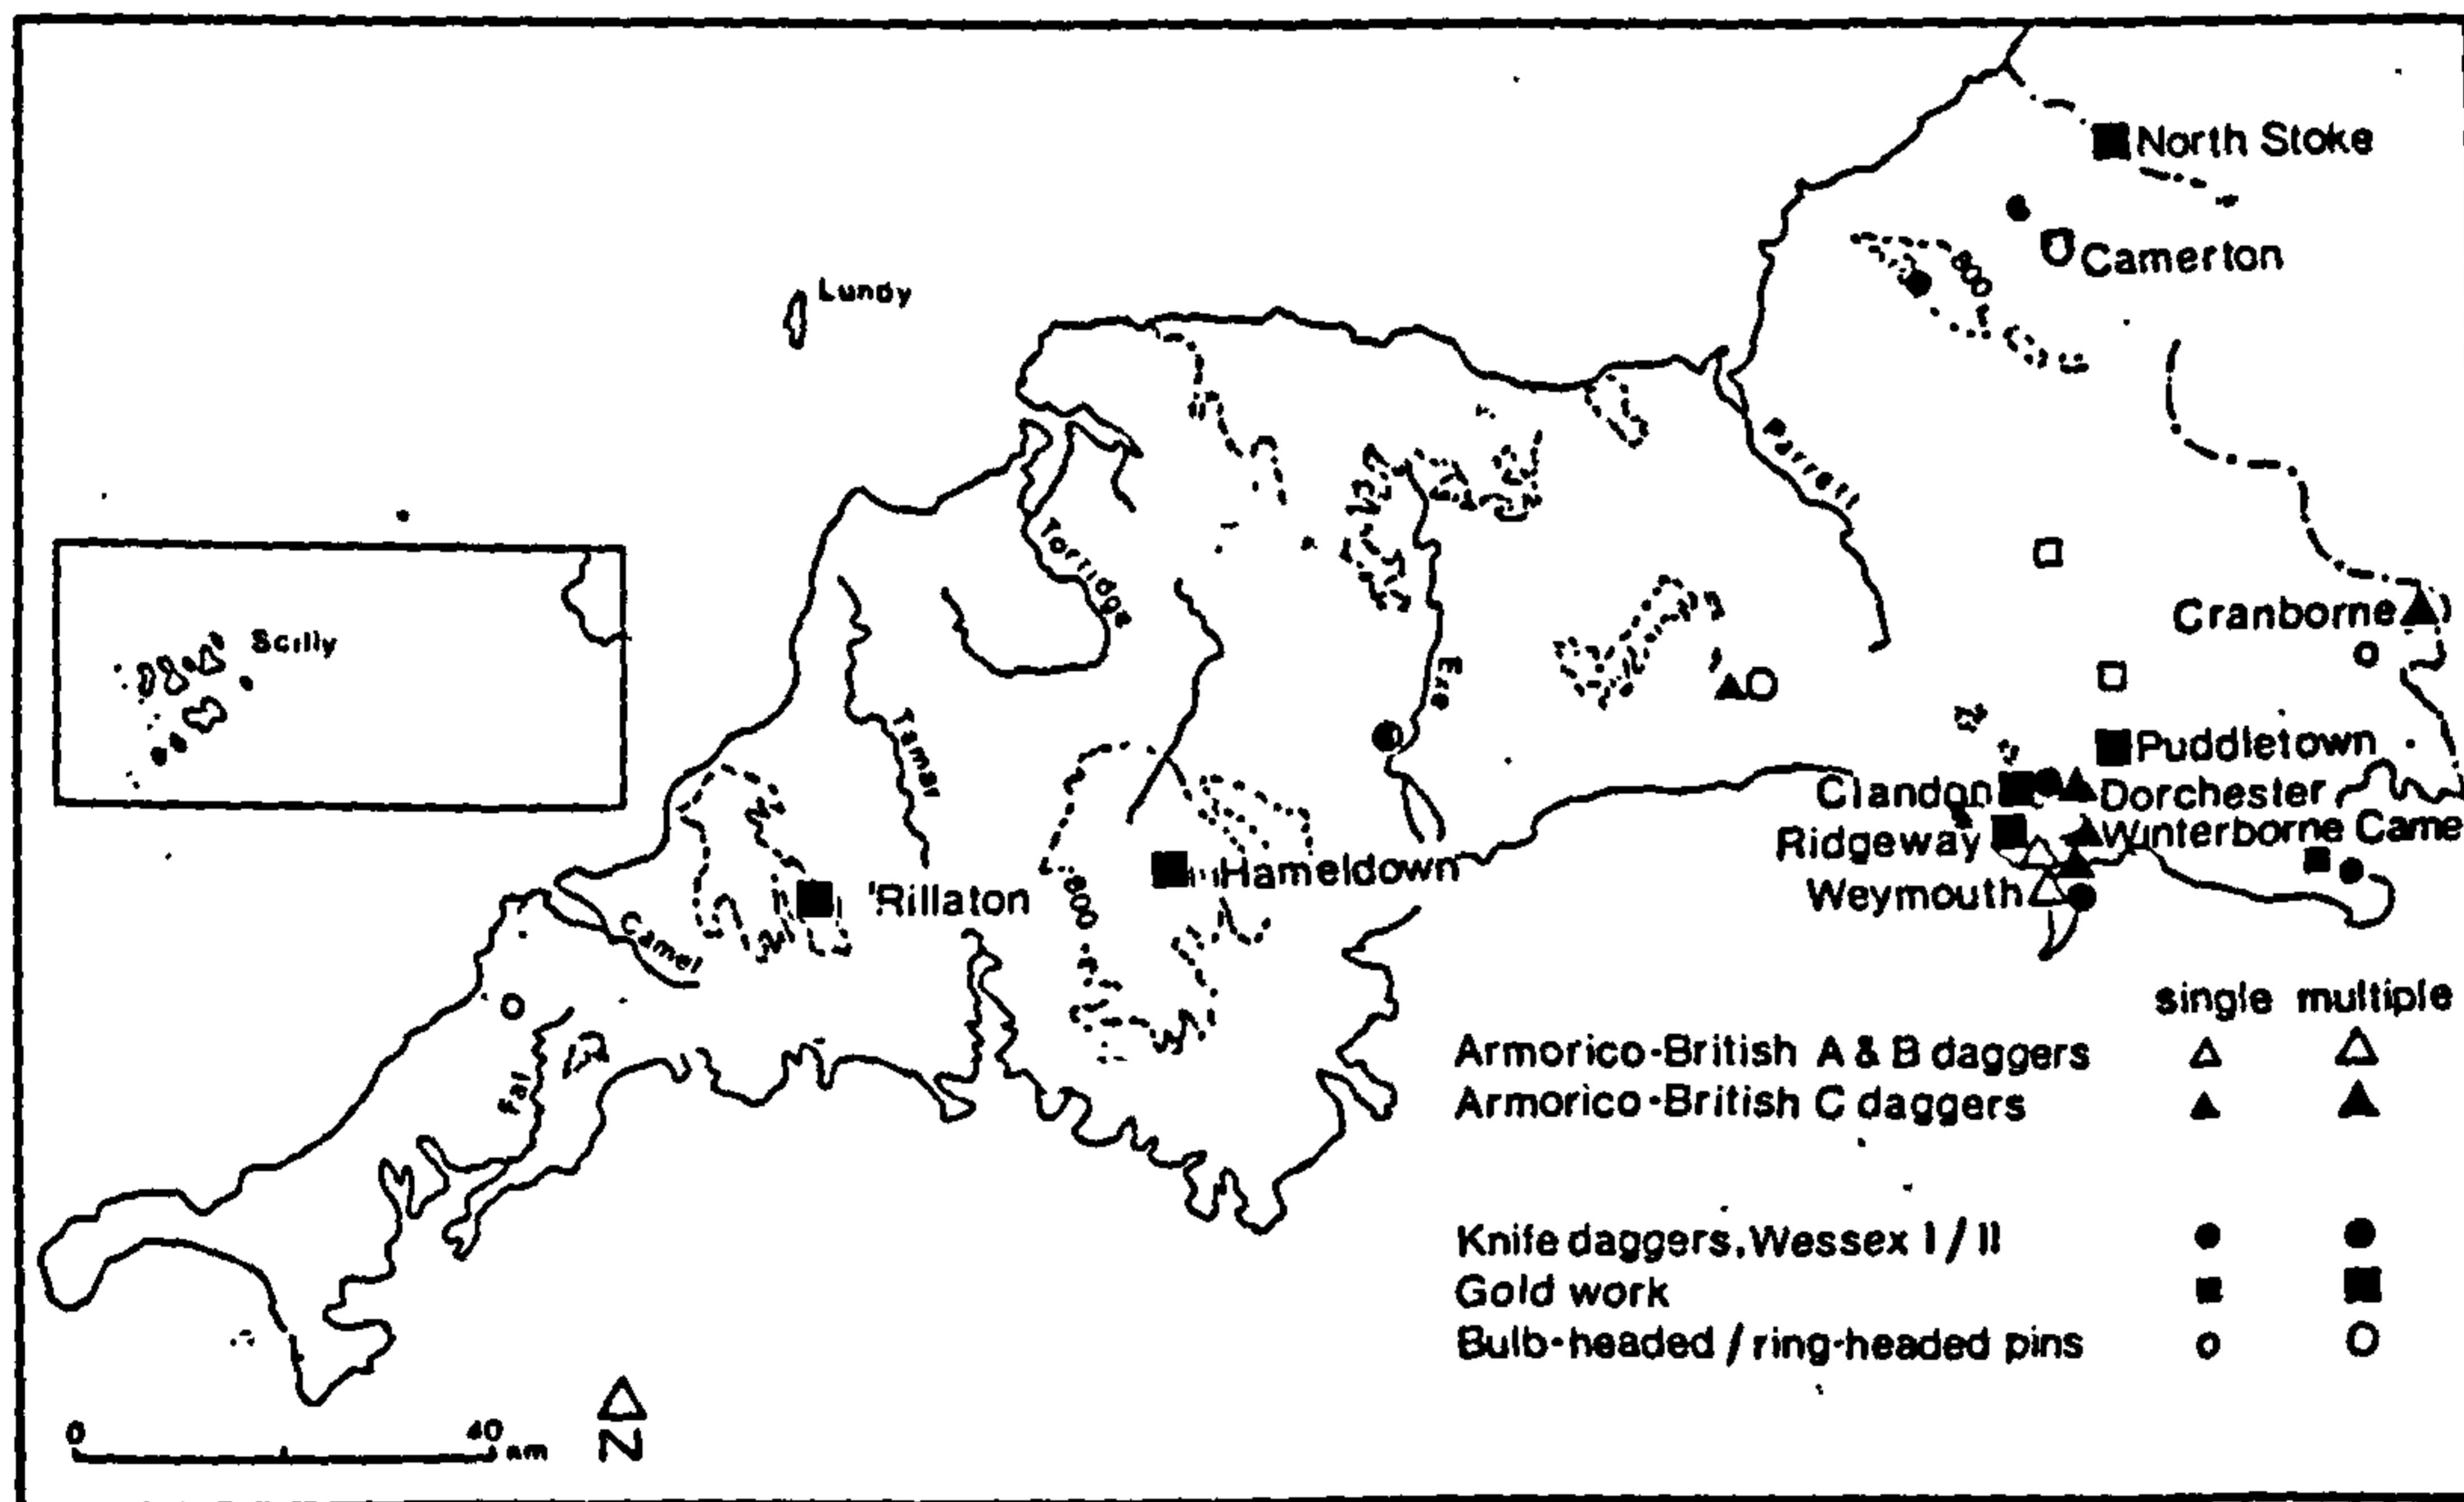 North Stoke
Camerton
800
Lundy
Parrett
Torridge
Scilly
Cranborne
Exe
Tamar
Puddletown
Clandon
Dorchester
Ridgeway
Winterborne Came
Hameldown
Rillaton
800
Weymouth
Camel
Fal
single multiple
Armorico-British A & B daggers
Armorico-British C daggers
Knife daggers, Wessex I / II
Gold work
Bulb-headed / ring-headed pins
0 40
N